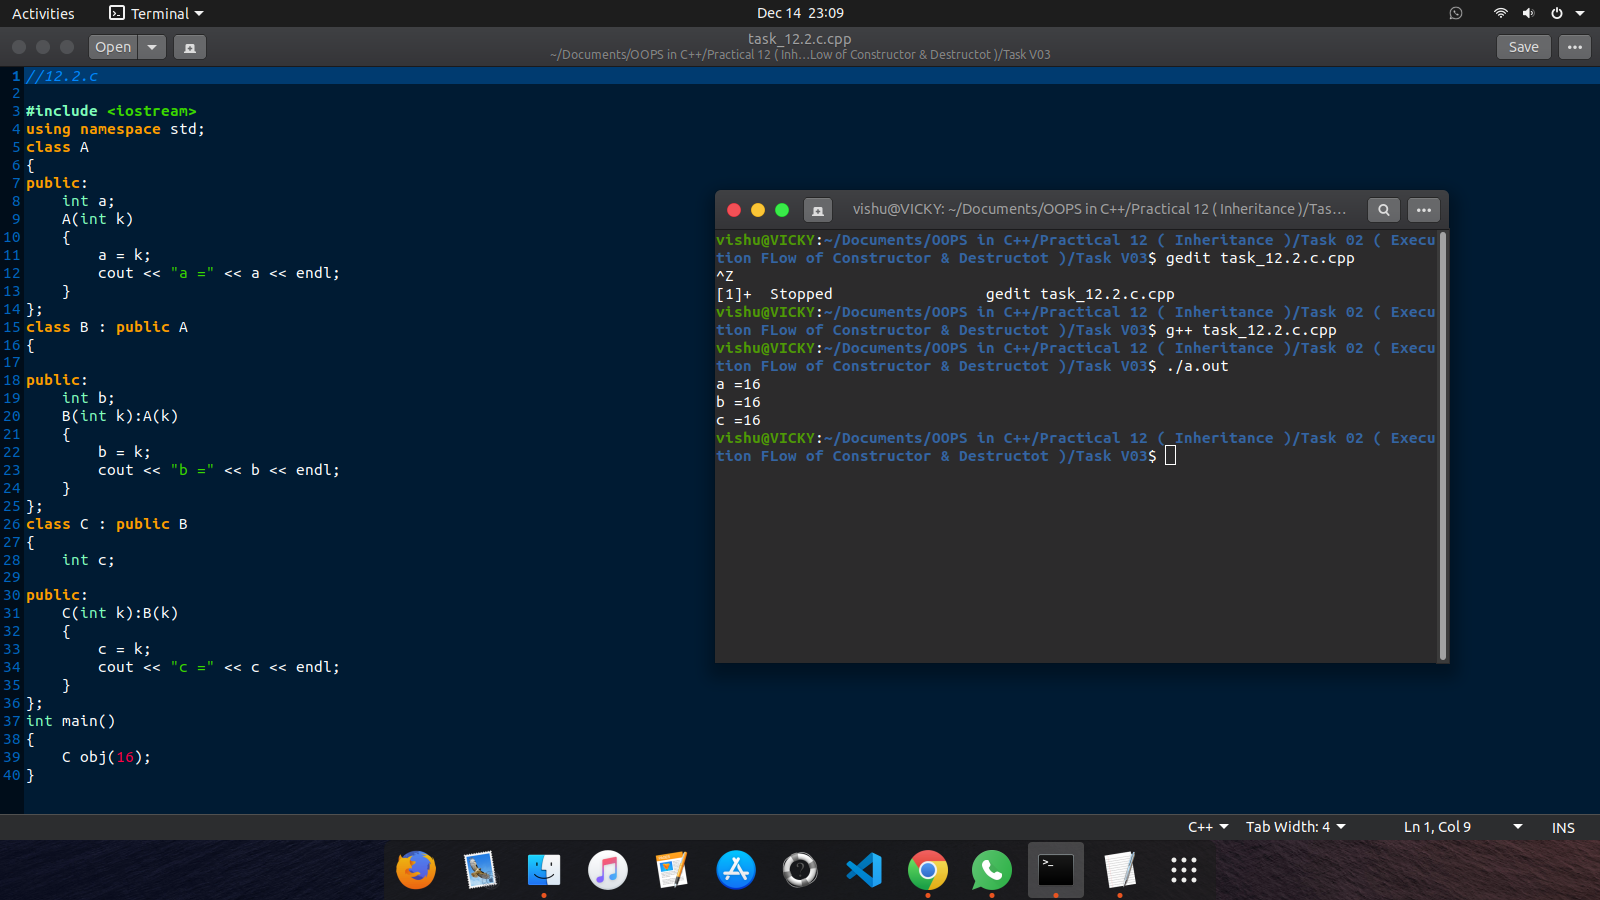 Activities
Terminal
Dec 14 23:09
Open
task_12.2.c.cpp
~/Documents/OOPS in C++/Practical 12 ( Inh...Low of Constructor & Destructot )/Task V03
Save
1 //12.2.c
2
3 #include <iostream>
4 using namespace std;
5 class A
6 {
7 public:
8     int a;
9     A(int k)
10     {
11         a = k;
12         cout << "a =" << a << endl;
13     }
14 };
15 class B : public A
16 {
17
18 public:
19     int b;
20     B(int k):A(k)
21     {
22         b = k;
23         cout << "b =" << b << endl;
24     }
25 };
26 class C : public B
27 {
28     int c;
29
30 public:
31     C(int k):B(k)
32     {
33         c = k;
34         cout << "c =" << c << endl;
35     }
36 };
37 int main()
38 {
39     C obj(16);
40 }
vishu@VICKY: ~/Documents/OOPS in C++/Practical 12 ( Inheritance )/Tas...
vishu@VICKY:~/Documents/OOPS in C++/Practical 12 ( Inheritance )/Task 02 ( Execu
tion FLow of Constructor & Destructot )/Task V03$ gedit task_12.2.c.cpp
^Z
[1]+  Stopped                 gedit task_12.2.c.cpp
vishu@VICKY:~/Documents/OOPS in C++/Practical 12 ( Inheritance )/Task 02 ( Execu
tion FLow of Constructor & Destructot )/Task V03$ g++ task_12.2.c.cpp
vishu@VICKY:~/Documents/OOPS in C++/Practical 12 ( Inheritance )/Task 02 ( Execu
tion FLow of Constructor & Destructot )/Task V03$ ./a.out
a =16
b =16
c =16
vishu@VICKY:~/Documents/OOPS in C++/Practical 12 ( Inheritance )/Task 02 ( Execu
tion FLow of Constructor & Destructot )/Task V03$
C++
Tab Width: 4
Ln 1, Col 9
INS